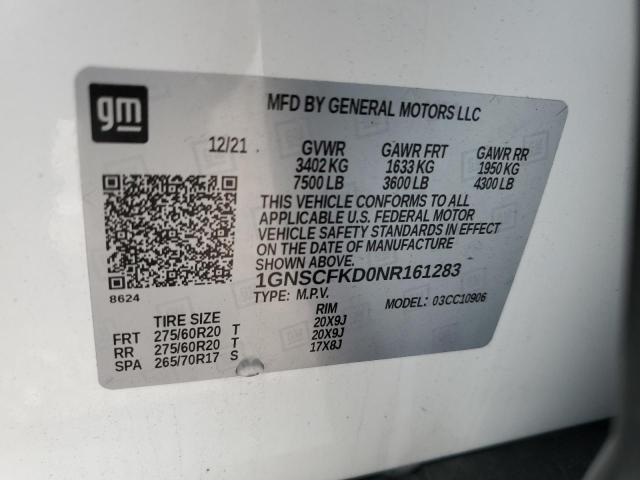 gm
MFD BY GENERAL MOTORS LLC
12/21 GVWR GAWR FRT GAWR RR
3402 KG 1633 KG 1950 KG
7500 LB 3600 LB 4300 LB
THIS VEHICLE CONFORMS TO ALL
APPLICABLE U.S. FEDERAL MOTOR
VEHICLE SAFETY STANDARDS IN EFFECT
ON THE DATE OF MANUFACTURE
SHOWN ABOVE.
1GNSCFKD0NR161283
8624
TYPE: M.P.V. MODEL: 03CC10906
TIRE SIZE RIM
FRT 275/60R20 T 20X9J
RR 275/60R20 T 20X9J
SPA 265/70R17 S 17X8J